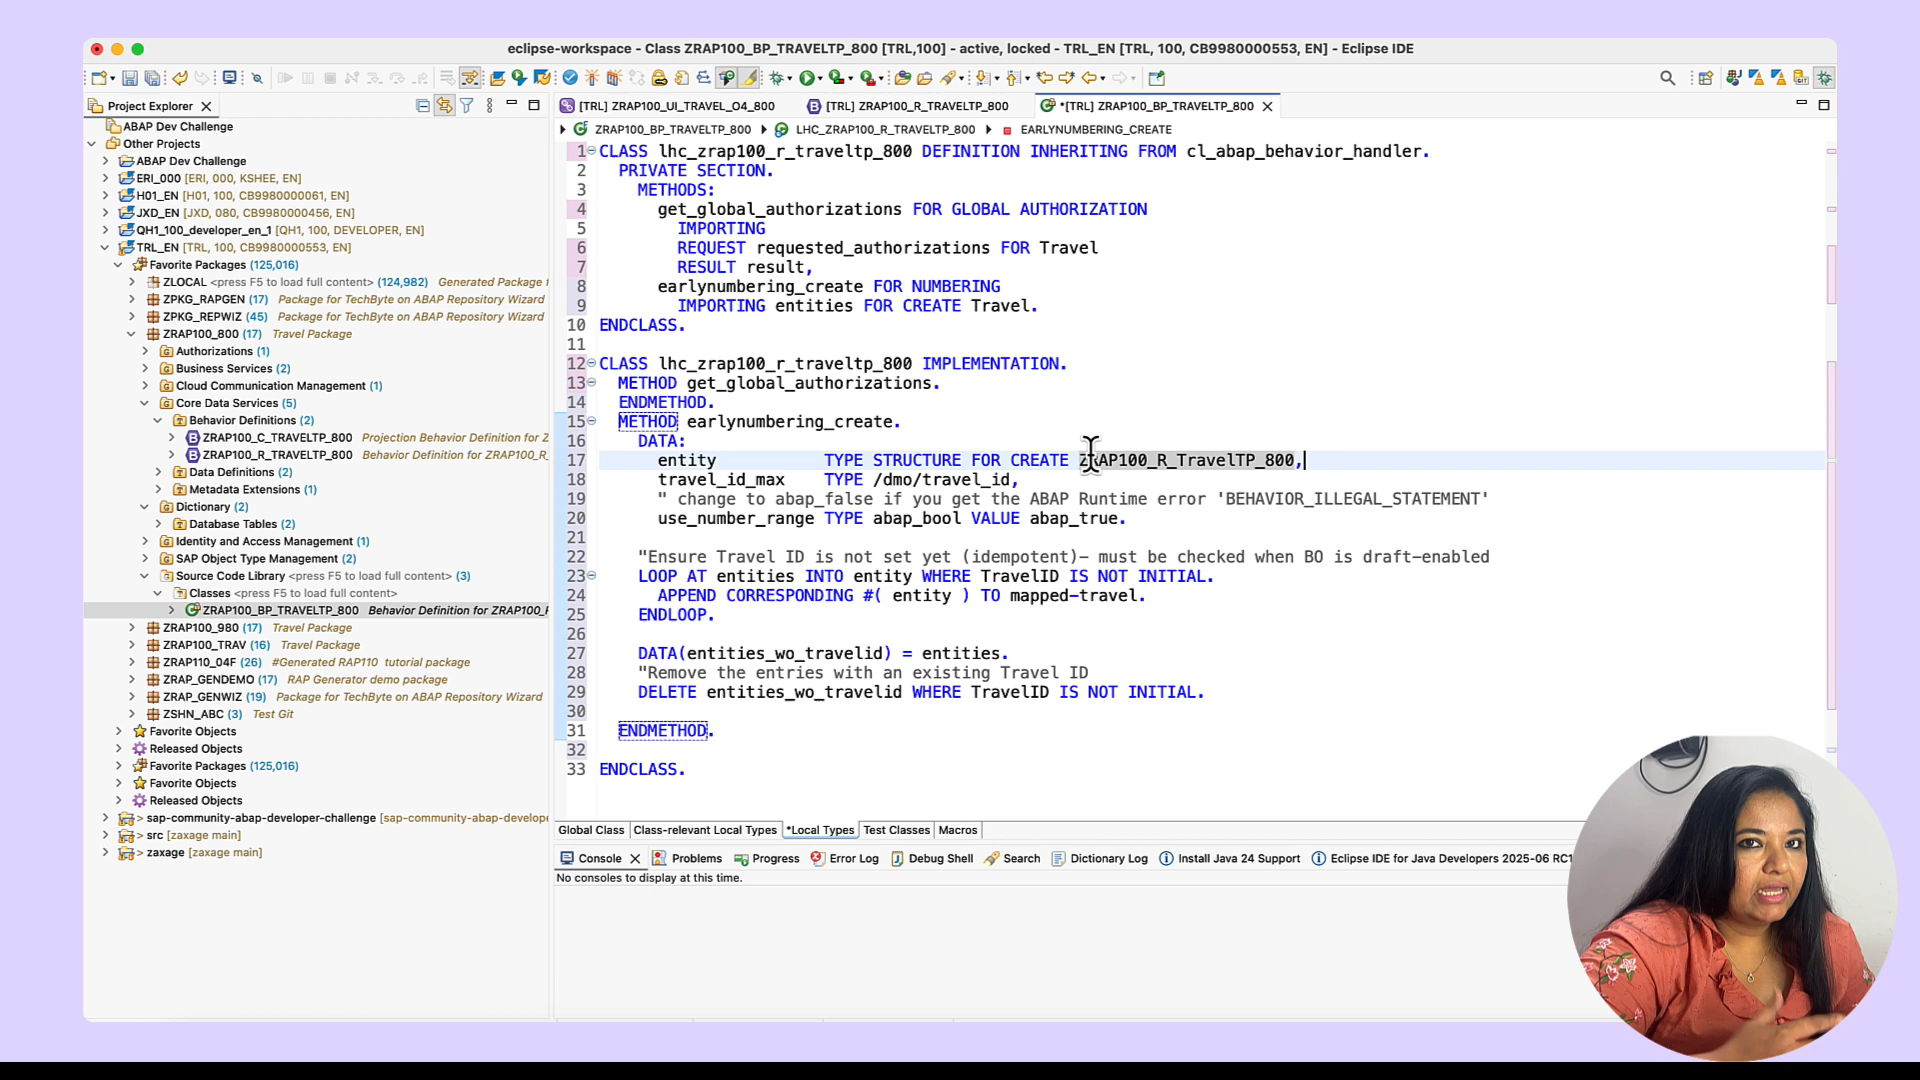 eclipse-workspace - Class ZRAP100_BP_TRAVELTP_800 [TRL,100] - active, locked - TRL_EN [TRL, 100, CB9980000553, EN] - Eclipse IDE
Project Explorer
ABAP Dev Challenge
Other Projects
ABAP Dev Challenge
ERI_000 [ERI, 000, KSHEE, EN]
H01_EN [H01, 100, CB9980000061, EN]
JXD_EN [JXD, 080, CB9980000456, EN]
QH1_100_developer_en_1 [QH1, 100, DEVELOPER, EN]
TRL_EN [TRL, 100, CB9980000553, EN]
Favorite Packages (125,016)
ZLOCAL <press F5 to load full content> (124,982) Generated Package f
ZPKG_RAPGEN (17) Package for TechByte on ABAP Repository Wizard
ZPKG_REPWIZ (45) Package for TechByte on ABAP Repository Wizard
ZRAP100_800 (17) Travel Package
Authorizations (1)
Business Services (2)
Cloud Communication Management (1)
Core Data Services (5)
Behavior Definitions (2)
ZRAP100_C_TRAVELTP_800 Projection Behavior Definition for Z
ZRAP100_R_TRAVELTP_800 Behavior Definition for ZRAP100_R
Data Definitions (2)
Metadata Extensions (1)
Dictionary (2)
Database Tables (2)
Identity and Access Management (1)
SAP Object Type Management (2)
Source Code Library <press F5 to load full content> (3)
Classes <press F5 to load full content>
ZRAP100_BP_TRAVELTP_800 Behavior Definition for ZRAP100_R
ZRAP100_980 (17) Travel Package
ZRAP100_TRAV (16) Travel Package
ZRAP110_04F (26) #Generated RAP110 tutorial package
ZRAP_GENDEMO (17) RAP Generator demo package
ZRAP_GENWIZ (19) Package for TechByte on ABAP Repository Wizard
ZSHN_ABC (3) Test Git
Favorite Objects
Released Objects
Favorite Packages (125,016)
Favorite Objects
Released Objects
> sap-community-abap-developer-challenge [sap-community-abap-develope
> src [zaxage main]
> zaxage [zaxage main]
[TRL] ZRAP100_UI_TRAVEL_O4_800 [TRL] ZRAP100_R_TRAVELTP_800 *[TRL] ZRAP100_BP_TRAVELTP_800
ZRAP100_BP_TRAVELTP_800 LHC_ZRAP100_R_TRAVELTP_800 EARLYNUMBERING_CREATE
1 CLASS lhc_zrap100_r_traveltp_800 DEFINITION INHERITING FROM cl_abap_behavior_handler.
2 PRIVATE SECTION.
3 METHODS:
4 get_global_authorizations FOR GLOBAL AUTHORIZATION
5 IMPORTING
6 REQUEST requested_authorizations FOR Travel
7 RESULT result,
8 earlynumbering_create FOR NUMBERING
9 IMPORTING entities FOR CREATE Travel.
10 ENDCLASS.
11
12 CLASS lhc_zrap100_r_traveltp_800 IMPLEMENTATION.
13 METHOD get_global_authorizations.
14 ENDMETHOD.
15 METHOD earlynumbering_create.
16 DATA:
17 entity TYPE STRUCTURE FOR CREATE ZRAP100_R_TravelTP_800,
18 travel_id_max TYPE /dmo/travel_id,
19 " change to abap_false if you get the ABAP Runtime error 'BEHAVIOR_ILLEGAL_STATEMENT'
20 use_number_range TYPE abap_bool VALUE abap_true.
21
22 "Ensure Travel ID is not set yet (idempotent)- must be checked when BO is draft-enabled
23 LOOP AT entities INTO entity WHERE TravelID IS NOT INITIAL.
24 APPEND CORRESPONDING #( entity ) TO mapped-travel.
25 ENDLOOP.
26
27 DATA(entities_wo_travelid) = entities.
28 "Remove the entries with an existing Travel ID
29 DELETE entities_wo_travelid WHERE TravelID IS NOT INITIAL.
30
31 ENDMETHOD.
32
33 ENDCLASS.
Global Class Class-relevant Local Types *Local Types Test Classes Macros
Console Problems Progress Error Log Debug Shell Search Dictionary Log Install Java 24 Support Eclipse IDE for Java Developers 2025-06 RC1
No consoles to display at this time.